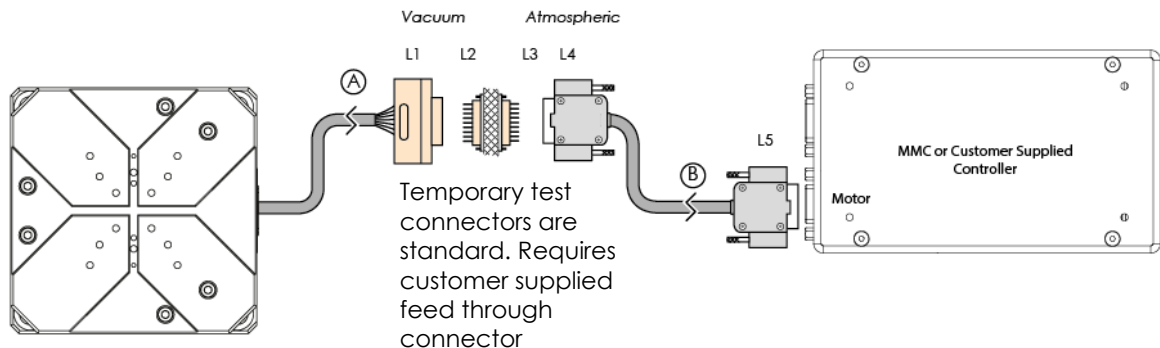 Vacuum Atmospheric
L1 L2 L3 L4
A
L5
B
MMC or Customer Supplied
Controller
Motor
Temporary test
connectors are
standard. Requires
customer supplied
feed through
connector